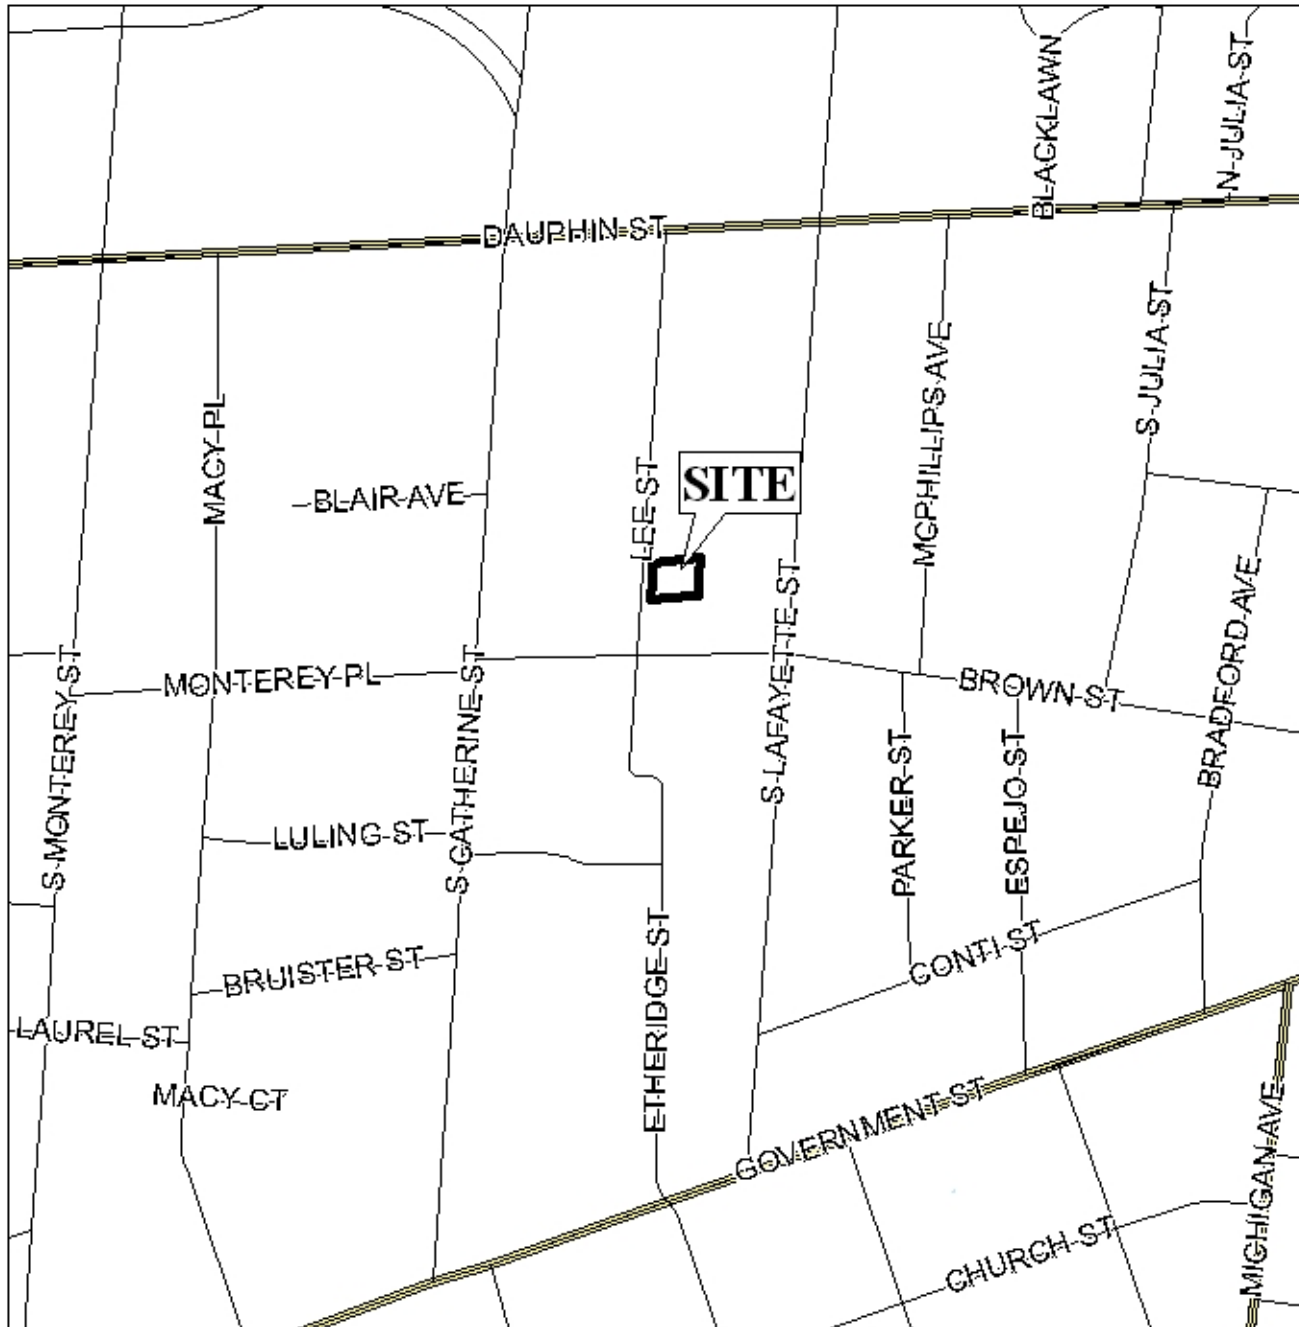 BLACKLAWN
N JULIA ST
DAUPHIN ST
S JULIA ST
MCPHILLIPS AVE
MACY PL
LEE ST
SITE
BLAIR AVE
S LAFAYETTE ST
BRADFORD AVE
MONTEREY PL
S MONTEREY ST
S CATHERINE ST
BROWN ST
PARKER ST
ESPEJO ST
LULING ST
ETHERIDGE ST
CONTI ST
BRUISTER ST
LAUREL ST
MACY CT
GOVERNMENT ST
MICHIGAN AVE
CHURCH ST